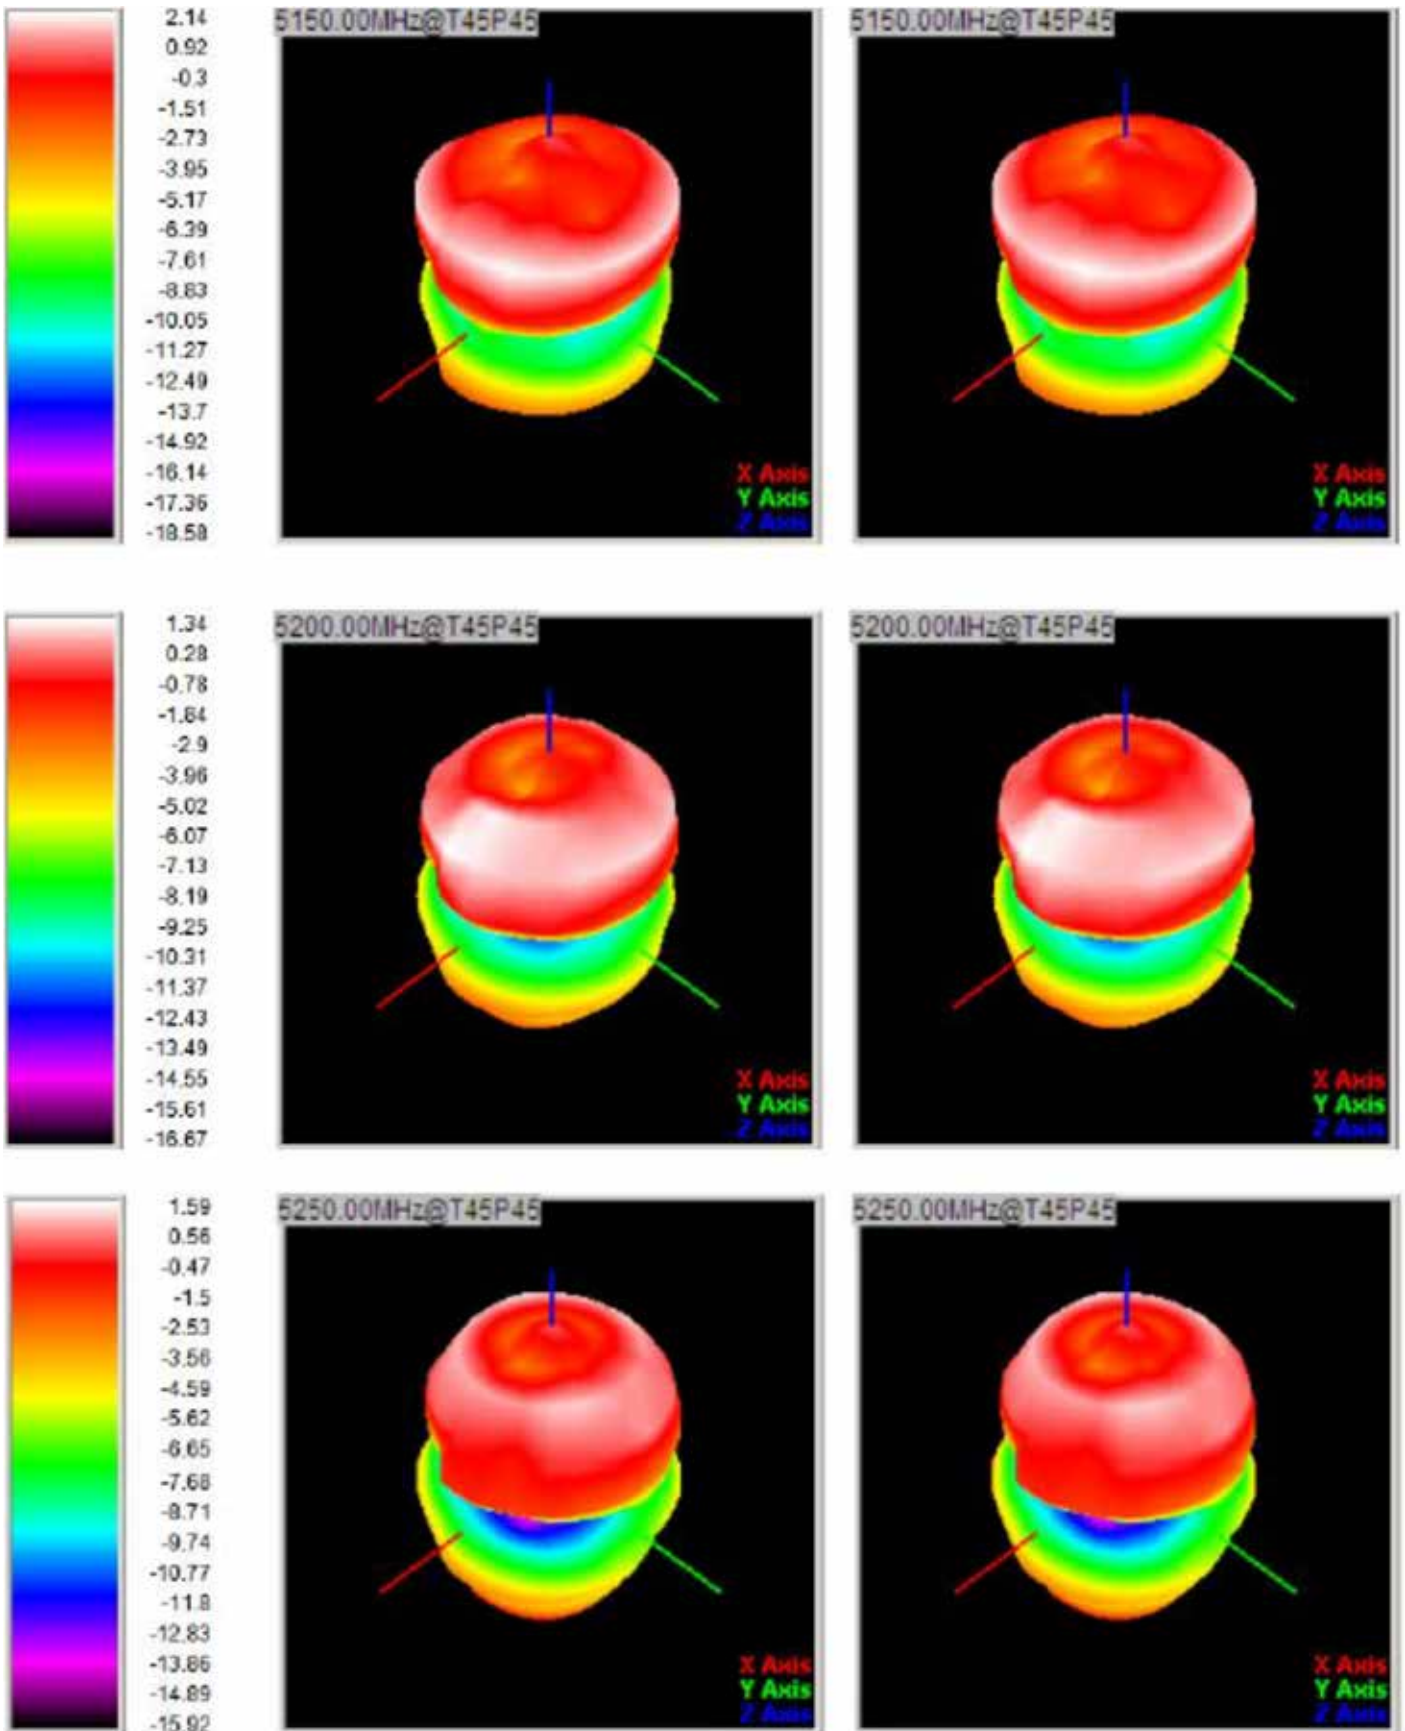 2.14
0.92
-0.3
-1.51
-2.73
-3.95
-5.17
-6.39
-7.61
-8.83
-10.05
-11.27
-12.49
-13.7
-14.92
-16.14
-17.36
-18.58
5150.00MHz@T45P45
X Axis
Y Axis
Z Axis
5150.00MHz@T45P45
X Axis
Y Axis
Z Axis
1.34
0.28
-0.78
-1.84
-2.9
-3.96
-5.02
-6.07
-7.13
-8.19
-9.25
-10.31
-11.37
-12.43
-13.49
-14.55
-15.61
-16.67
5200.00MHz@T45P45
X Axis
Y Axis
Z Axis
5200.00MHz@T45P45
X Axis
Y Axis
Z Axis
1.59
0.56
-0.47
-1.5
-2.53
-3.56
-4.59
-5.62
-6.65
-7.68
-8.71
-9.74
-10.77
-11.8
-12.83
-13.86
-14.89
-15.92
5250.00MHz@T45P45
X Axis
Y Axis
Z Axis
5250.00MHz@T45P45
X Axis
Y Axis
Z Axis